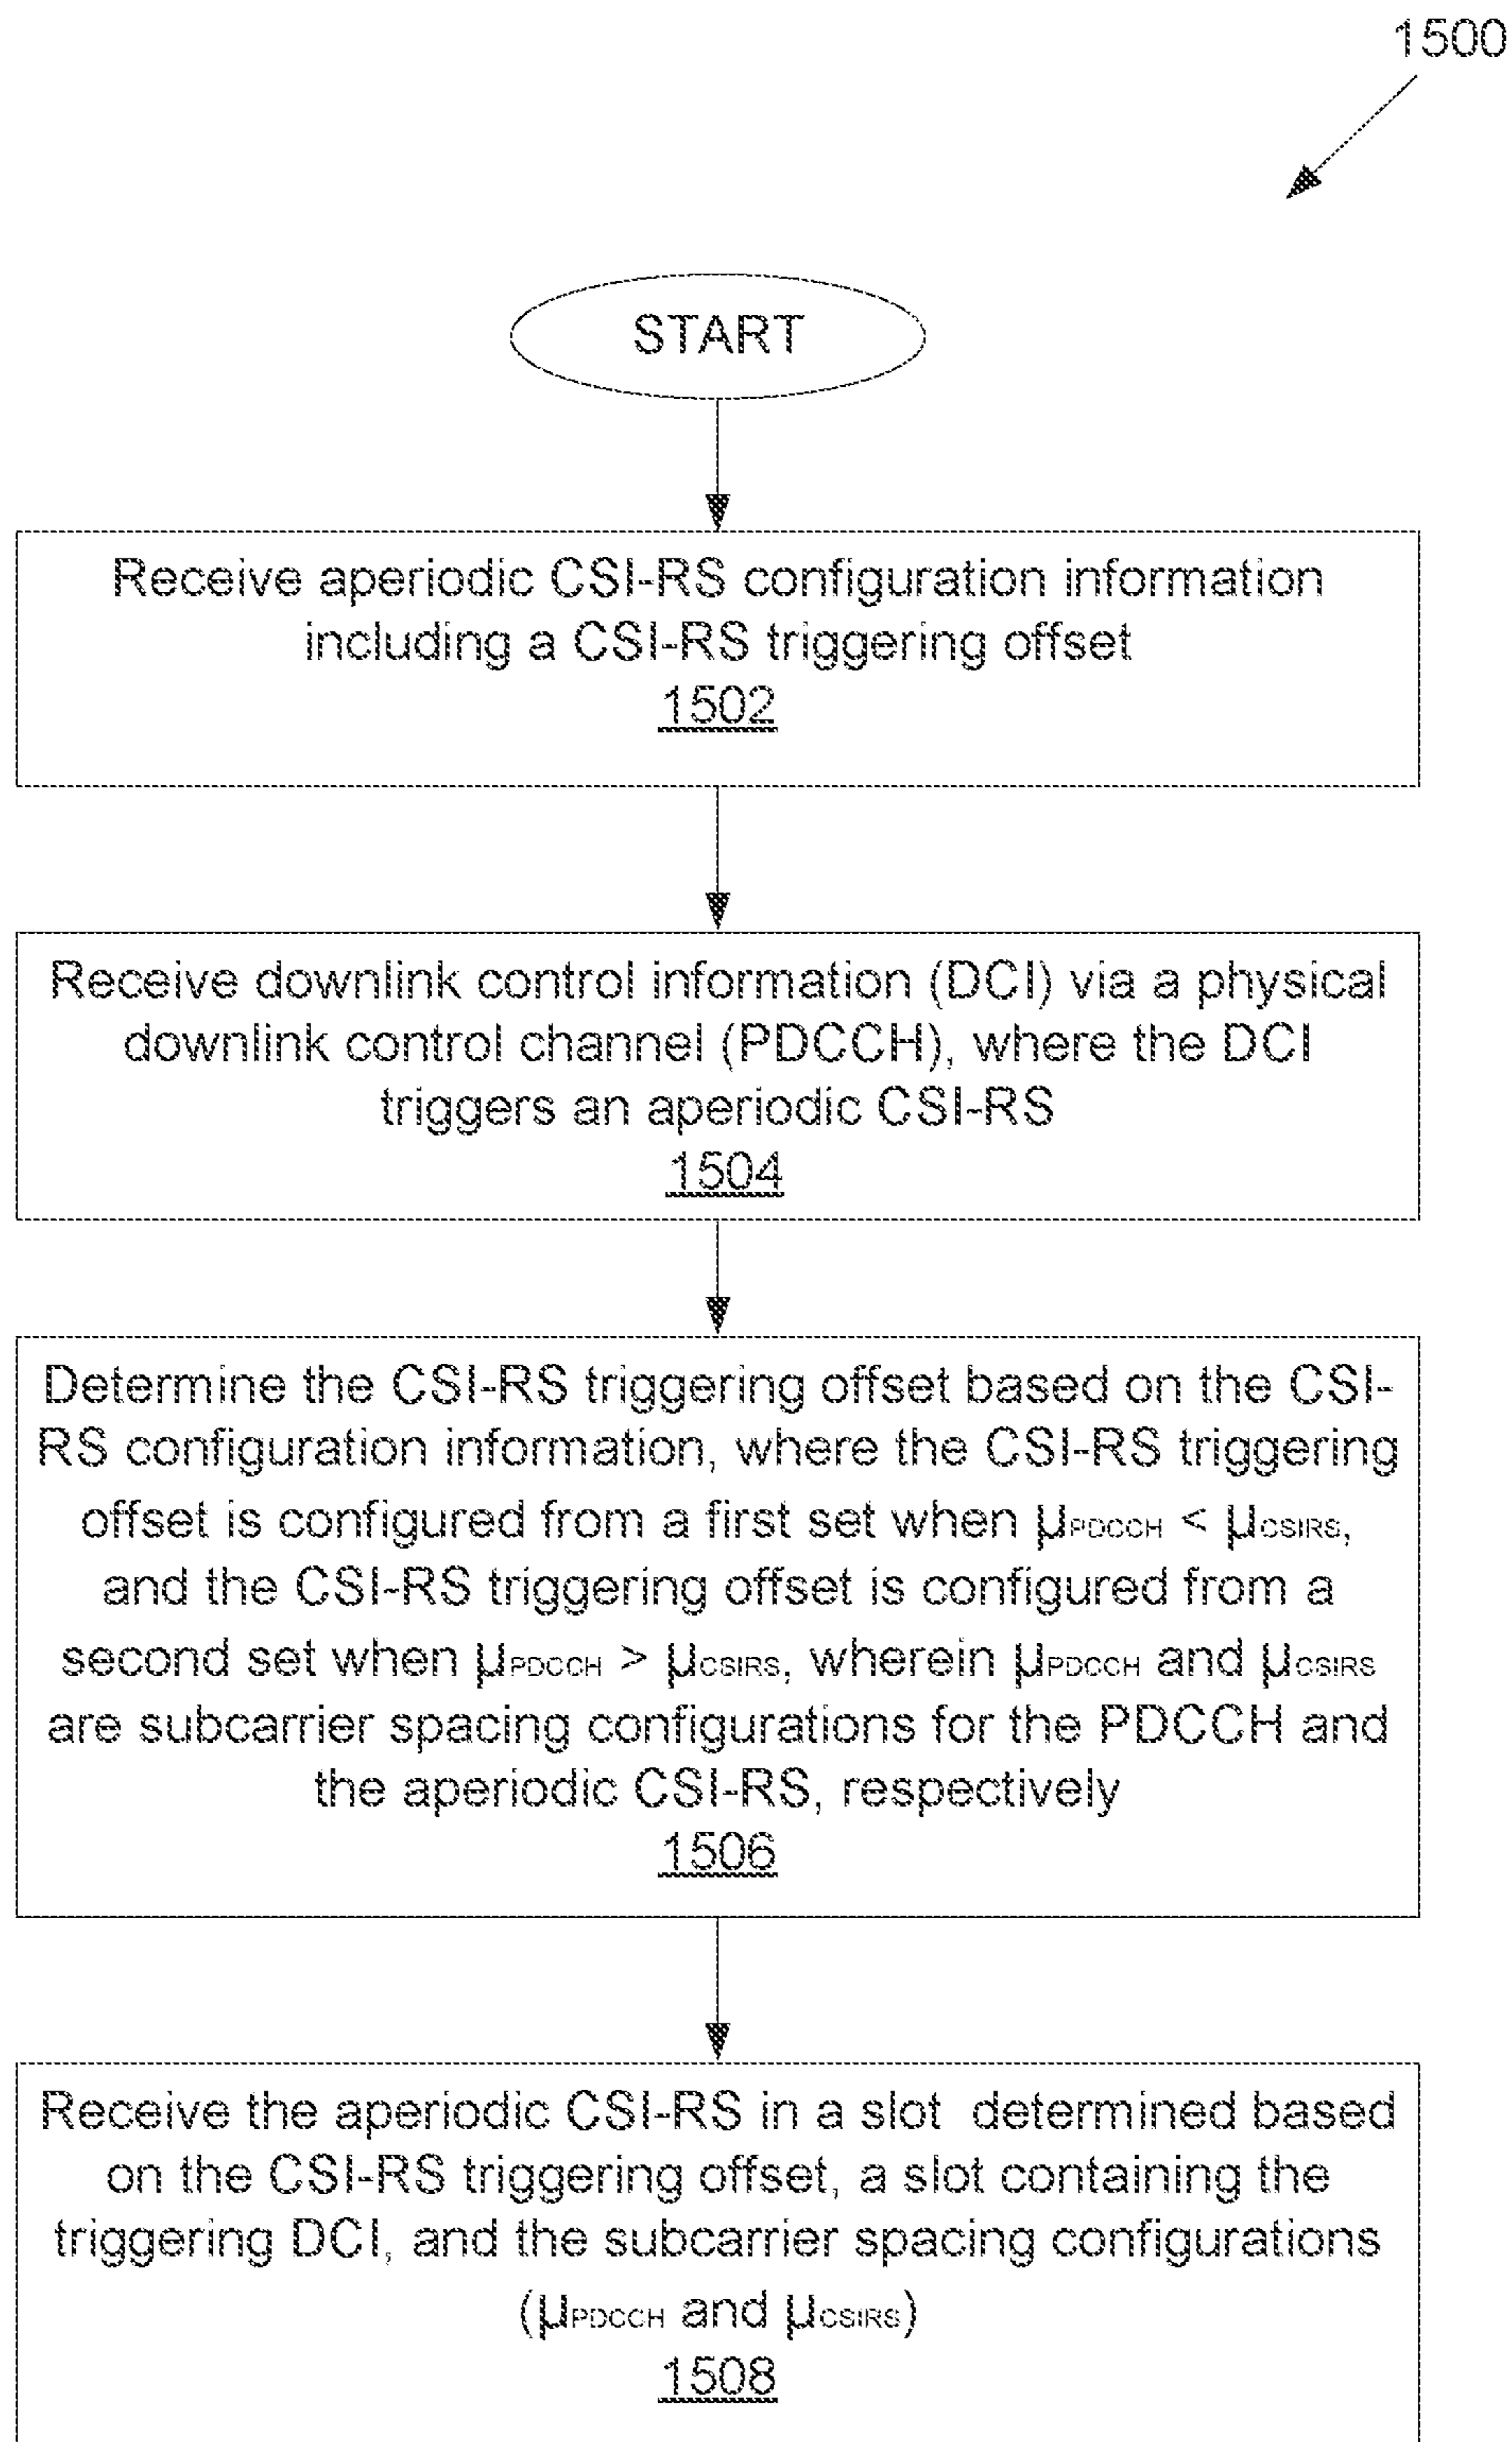 1500
START
Receive aperiodic CSI-RS configuration information
including a CSI-RS triggering offset
1502
Receive downlink control information (DCI) via a physical
downlink control channel (PDCCH), where the DCI
triggers an aperiodic CSI-RS
1504
Determine the CSI-RS triggering offset based on the CSI-
RS configuration information, where the CSI-RS triggering
offset is configured from a first set when μPDCCH < μCSIRS,
and the CSI-RS triggering offset is configured from a
second set when μPDCCH > μCSIRS, wherein μPDCCH and μCSIRS
are subcarrier spacing configurations for the PDCCH and
the aperiodic CSI-RS, respectively
1506
Receive the aperiodic CSI-RS in a slot determined based
on the CSI-RS triggering offset, a slot containing the
triggering DCI, and the subcarrier spacing configurations
(μPDCCH and μCSIRS)
1508